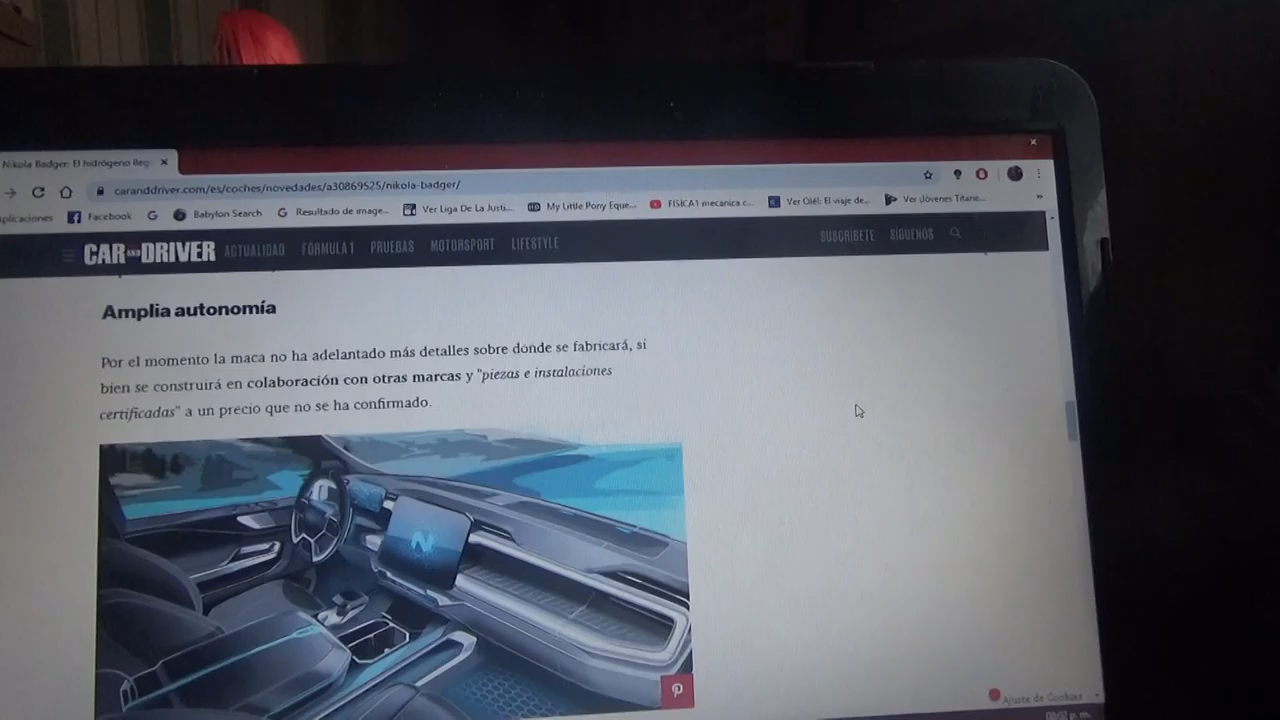 Nikola Badger: El hidrógeno lleg
caranddriver.com/es/coches/novedades/a30869525/nikola-badger/
plicaciones Facebook Babylon Search Resultado de image... Ver Liga De La Justi... My Little Pony Eque... FISICA1 mecanica c... Ver Olé!: El viaje de... Ver Jóvenes Titane...
CAR AND DRIVER ACTUALIDAD FÓRMULA 1 PRUEBAS MOTORSPORT LIFESTYLE SUSCRÍBETE SÍGUENOS
Amplia autonomía
Por el momento la maca no ha adelantado más detalles sobre donde se fabricará, si
bien se construirá en colaboración con otras marcas y "piezas e instalaciones
certificadas" a un precio que no se ha confirmado.
N
Ajuste de Cookies
p. m.